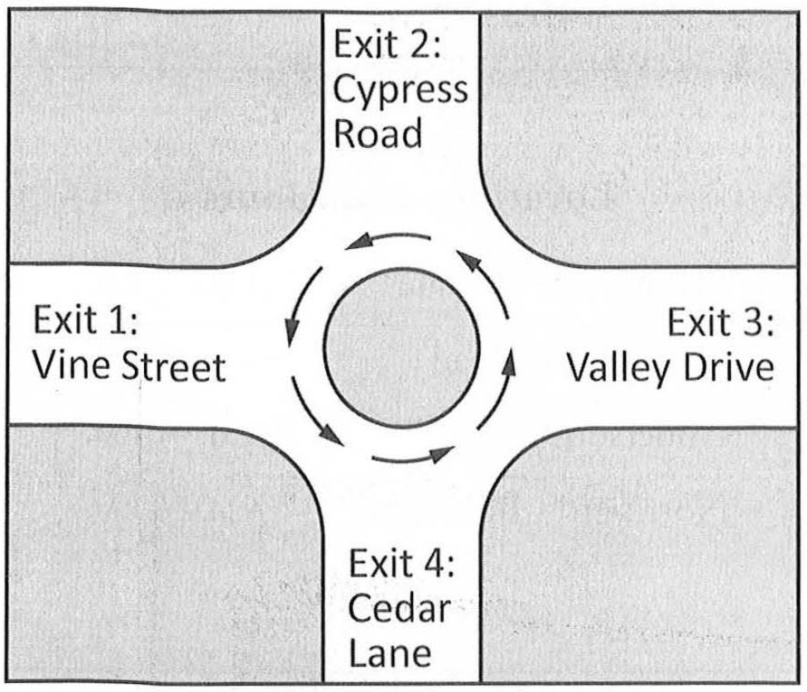 Exit 2:
Cypress
Road
Exit 1:
Vine Street
Exit 3:
Valley Drive
Exit 4:
Cedar
Lane